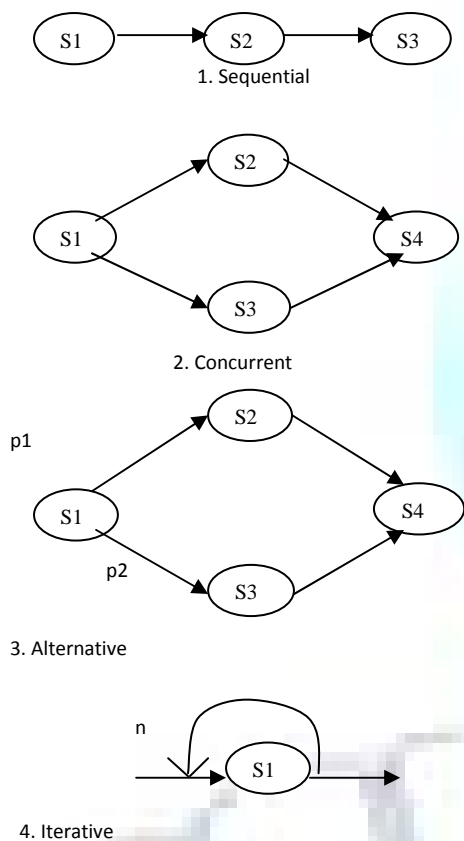 S1 S2 S3
1. Sequential
S2
S1 S4
S3
2. Concurrent
S2
p1
S1 S4
p2
S3
3. Alternative
n
S1
4. Iterative